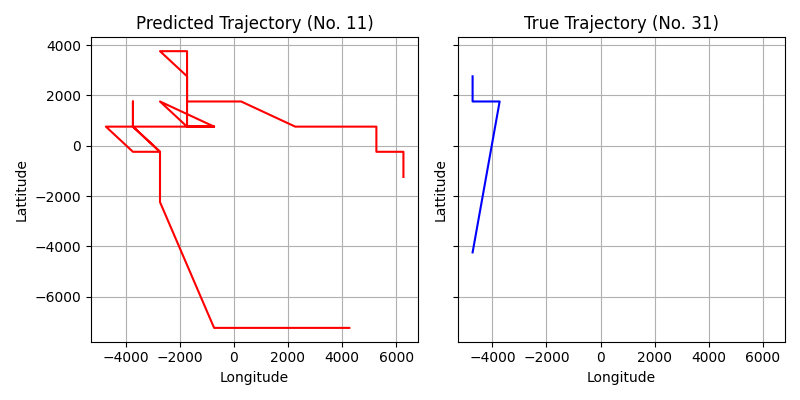 Predicted Trajectory (No. 11)
4000
2000
0
−2000
−4000
−6000
Lattitude
−4000 −2000 0 2000 4000 6000
Longitude
True Trajectory (No. 31)
Lattitude
−4000 −2000 0 2000 4000 6000
Longitude